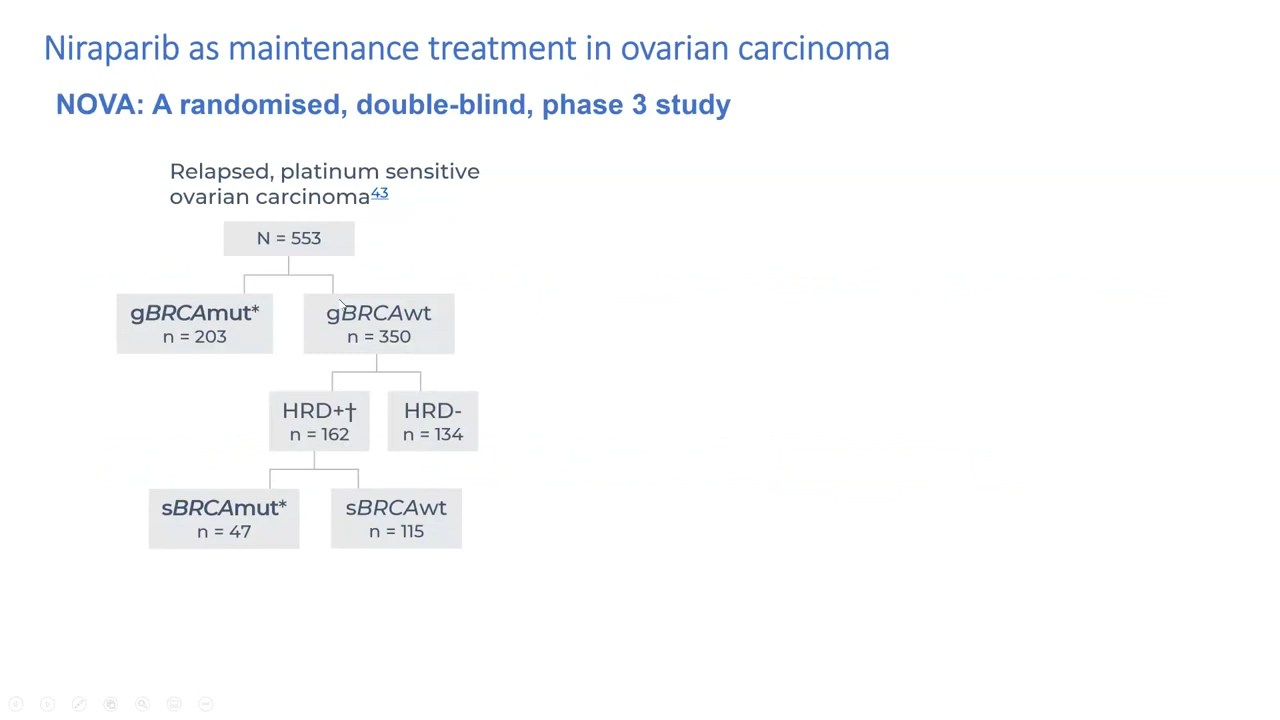 Niraparib as maintenance treatment in ovarian carcinoma
NOVA: A randomised, double-blind, phase 3 study
Relapsed, platinum sensitive
ovarian carcinoma43
N = 553
gBRCAmut*
n = 203
gBRCAwt
n = 350
HRD+†
n = 162
HRD-
n = 134
sBRCAmut*
n = 47
sBRCAwt
n = 115